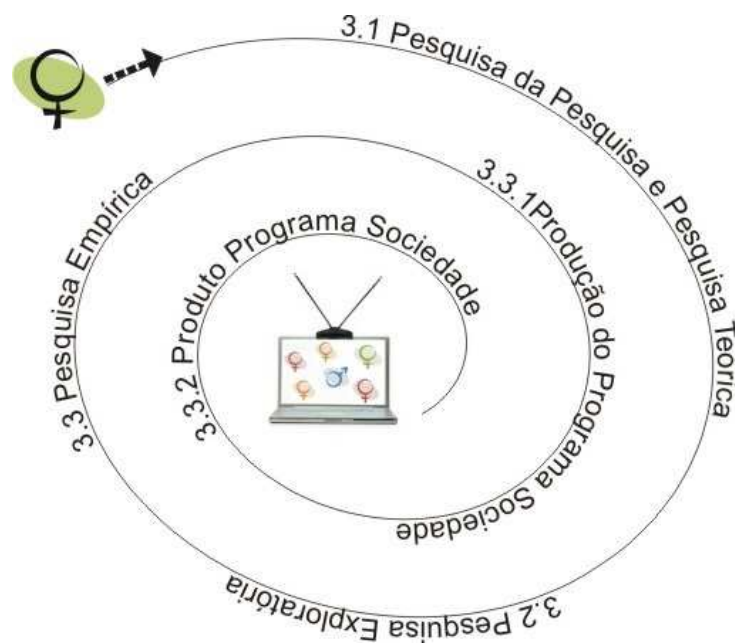 3.1 Pesquisa da Pesquisa e Pesquisa Teórica
3.2 Pesquisa Exploratória
3.3 Pesquisa Empírica
3.3.1Produção do Programa Sociedade
3.3.2 Produto Programa Sociedade